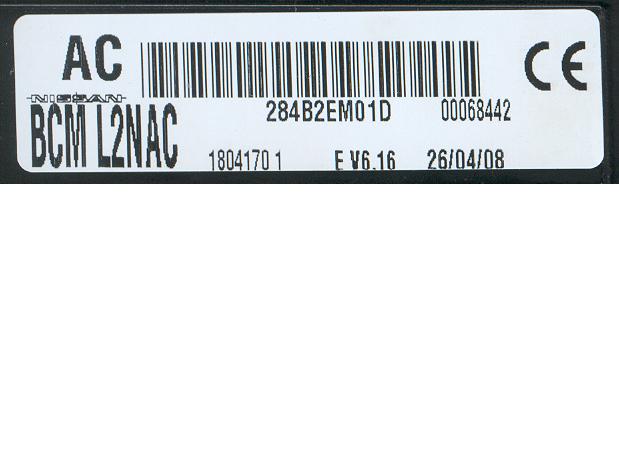 AC CE
NISSAN 284B2EM01D 00068442
BCM L2NAC 1804170 1 E V6.16 26/04/08